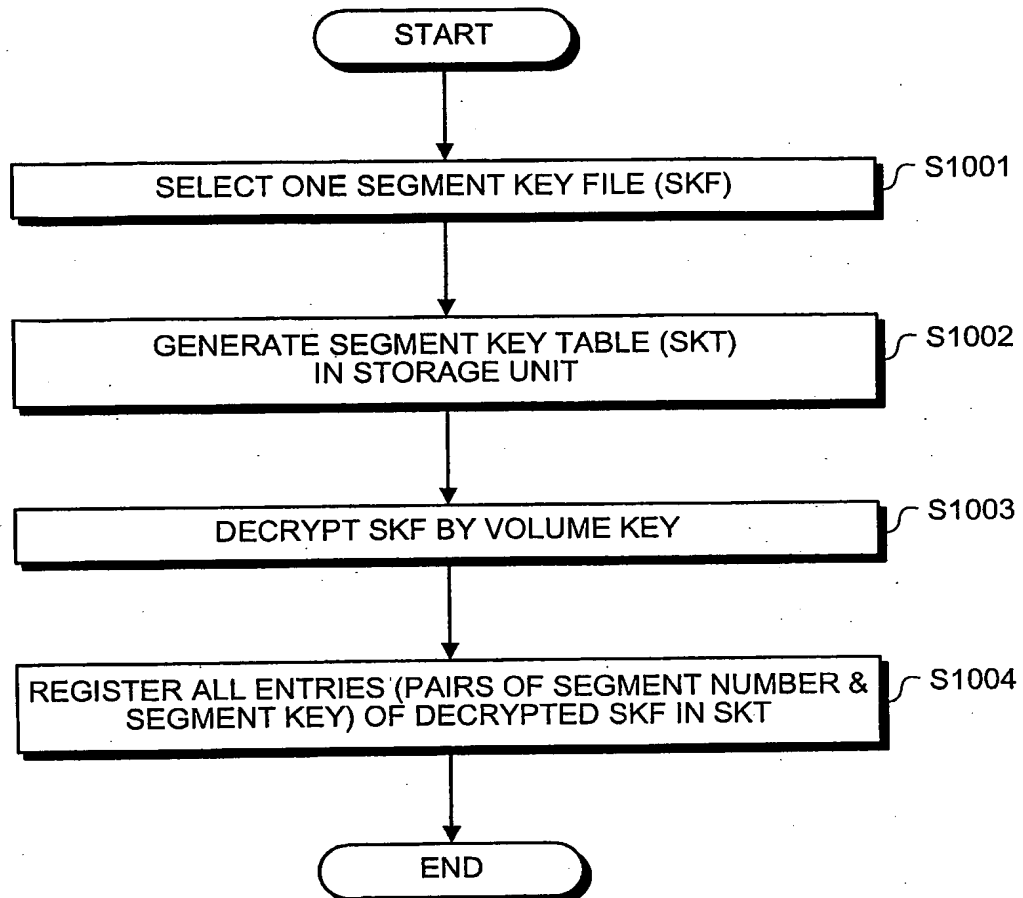 START
SELECT ONE SEGMENT KEY FILE (SKF)
S1001
GENERATE SEGMENT KEY TABLE (SKT)
IN STORAGE UNIT
S1002
DECRYPT SKF BY VOLUME KEY
S1003
REGISTER ALL ENTRIES (PAIRS OF SEGMENT NUMBER &
SEGMENT KEY) OF DECRYPTED SKF IN SKT
S1004
END